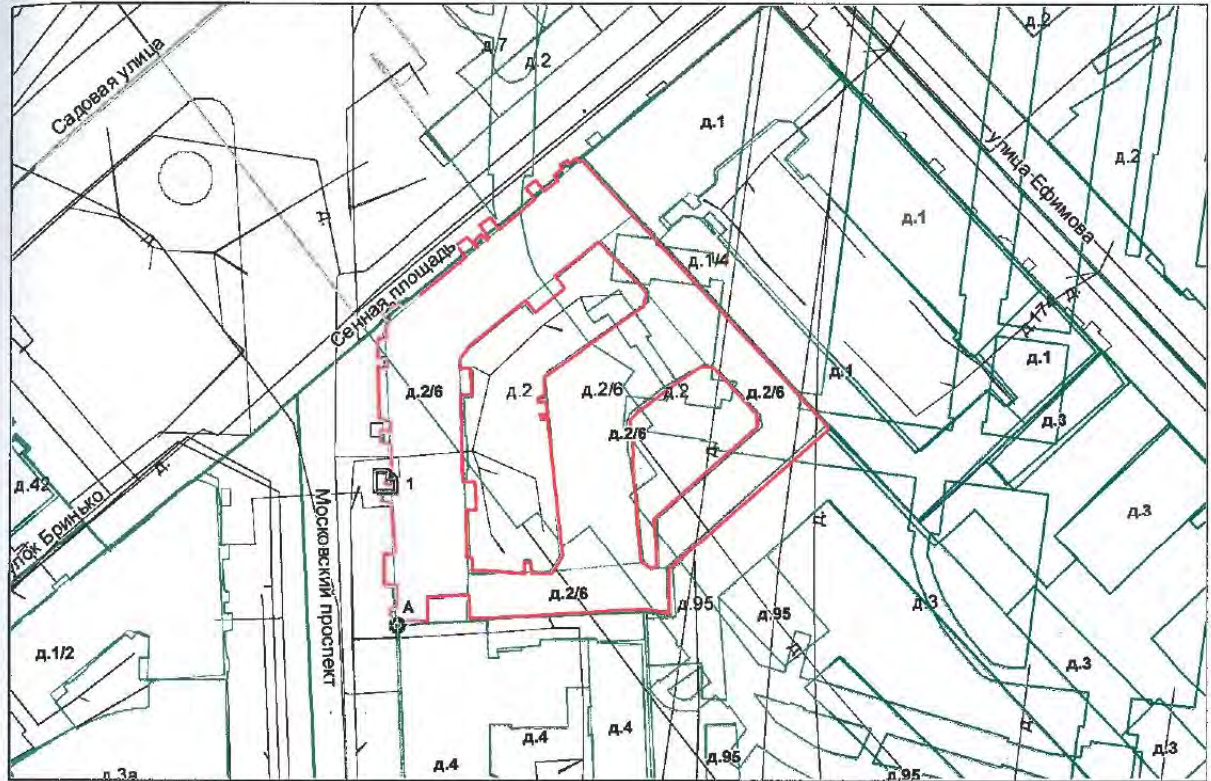 Садовая улица
д.7
д.2
д.2
д.1
улица Ефимова
д.2
д.
д.
д.1
Сенная площадь
д.1/4
д.
д.1
д.1
д.2/6
д.2
д.2/6
д.2
д.2/6
д.3
д.2/6
д.42
д.
д.
1
Московский проспект
д.
д.3
А
д.2/6
д.95
д.95
д.3
д.
д.1/2
д.3
д.4
д.4
д.
д.4
д.95
д.95
д.3
д.3а